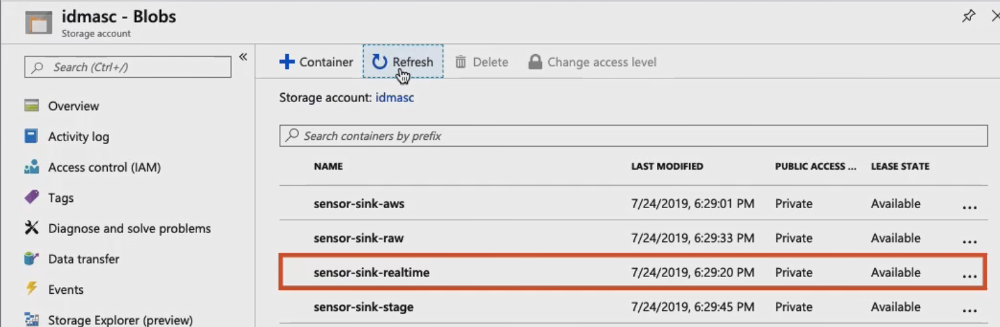 idmasc - Blobs
Storage account
Search (Ctrl+/)
Overview
Activity log
Access control (IAM)
Tags
Diagnose and solve problems
Data transfer
Events
Storage Explorer (preview)
Container Refresh Delete Change access level
Storage account: idmasc
Search containers by prefix
NAME LAST MODIFIED PUBLIC ACCESS ... LEASE STATE
sensor-sink-aws 7/24/2019, 6:29:01 PM Private Available ...
sensor-sink-raw 7/24/2019, 6:29:33 PM Private Available ...
sensor-sink-realtime 7/24/2019, 6:29:20 PM Private Available ...
sensor-sink-stage 7/24/2019, 6:29:45 PM Private Available ...